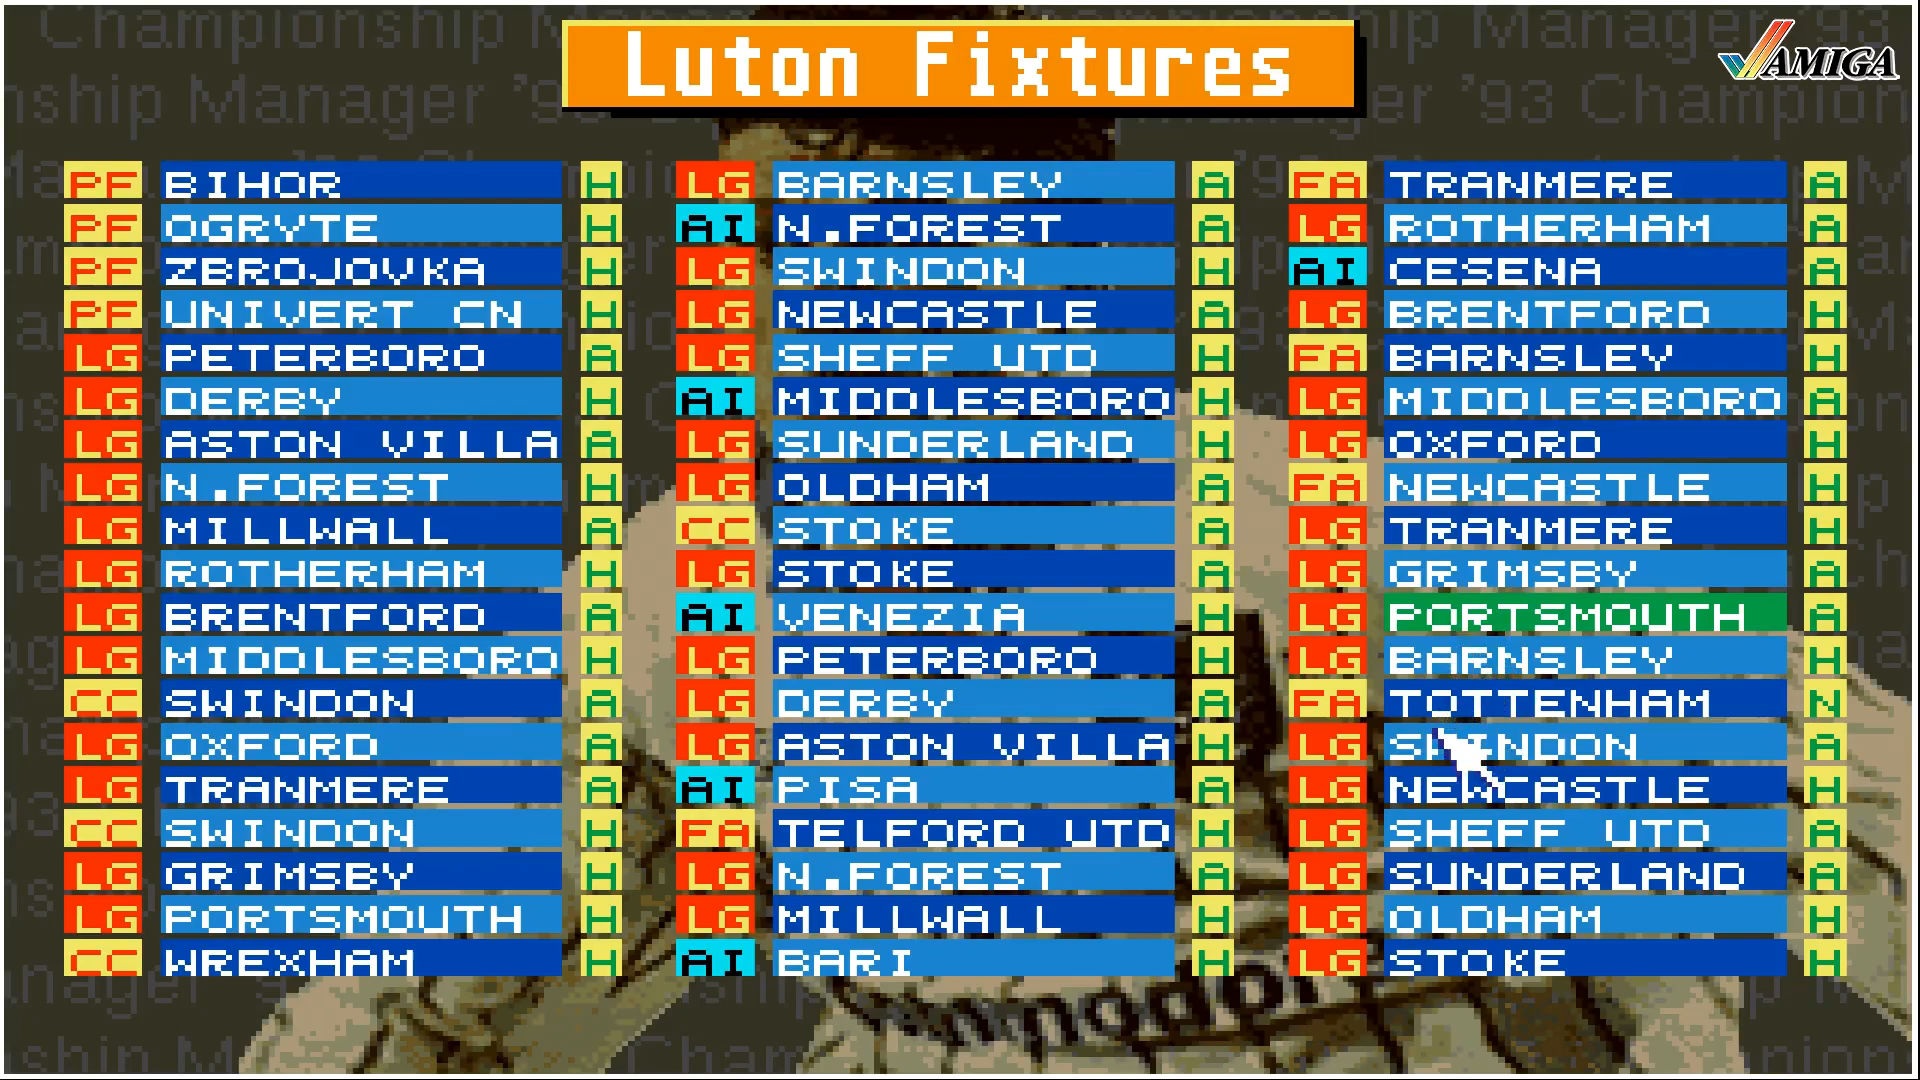 Luton Fixtures
AMIGA
PF BIHOR H
PF OGRYTE H
PF ZBROJOVKA H
PF UNIVERT CN H
LG PETERBORO A
LG DERBY H
LG ASTON VILLA A
LG N.FOREST H
LG MILLWALL A
LG ROTHERHAM H
LG BRENTFORD A
LG MIDDLESBORO H
CC SWINDON A
LG OXFORD A
LG TRANMERE A
CC SWINDON H
LG GRIMSBY H
LG PORTSMOUTH H
CC WREXHAM H
LG BARNSLEY A
AI N.FOREST A
LG SWINDON H
LG NEWCASTLE A
LG SHEFF UTD H
AI MIDDLESBORO H
LG SUNDERLAND H
LG OLDHAM A
CC STOKE A
LG STOKE A
AI VENEZIA H
LG PETERBORO H
LG DERBY A
LG ASTON VILLA H
AI PISA A
FA TELFORD UTD H
LG N.FOREST A
LG MILLWALL H
AI BARI H
FA TRANMERE A
LG ROTHERHAM A
AI CESENA A
LG BRENTFORD H
FA BARNSLEY H
LG MIDDLESBORO A
LG OXFORD H
FA NEWCASTLE H
LG TRANMERE H
LG GRIMSBY A
LG PORTSMOUTH A
LG BARNSLEY H
FA TOTTENHAM N
LG SWINDON A
LG NEWCASTLE H
LG SHEFF UTD A
LG SUNDERLAND A
LG OLDHAM H
LG STOKE H